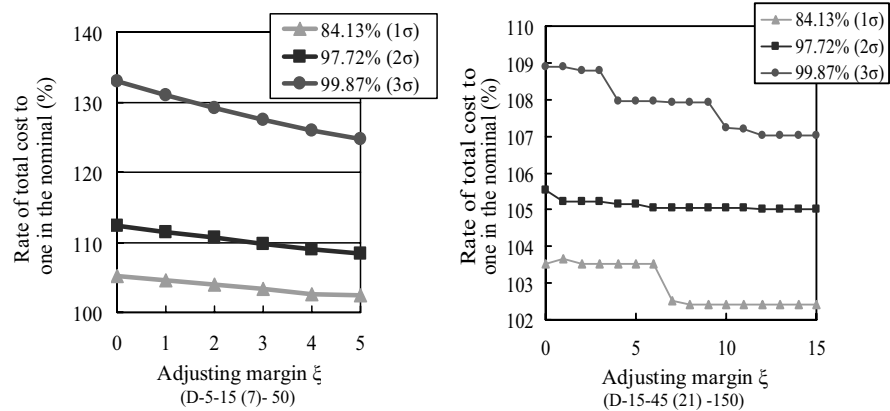 84.13% (1σ)
97.72% (2σ)
99.87% (3σ)
Rate of total cost to
one in the nominal (%)
140
130
120
110
100
0 1 2 3 4 5
Adjusting margin ξ
(D-5-15 (7)- 50)
84.13% (1σ)
97.72% (2σ)
99.87% (3σ)
Rate of total cost to
one in the nominal (%)
110
109
108
107
106
105
104
103
102
0 5 10 15
Adjusting margin ξ
(D-15-45 (21) -150)